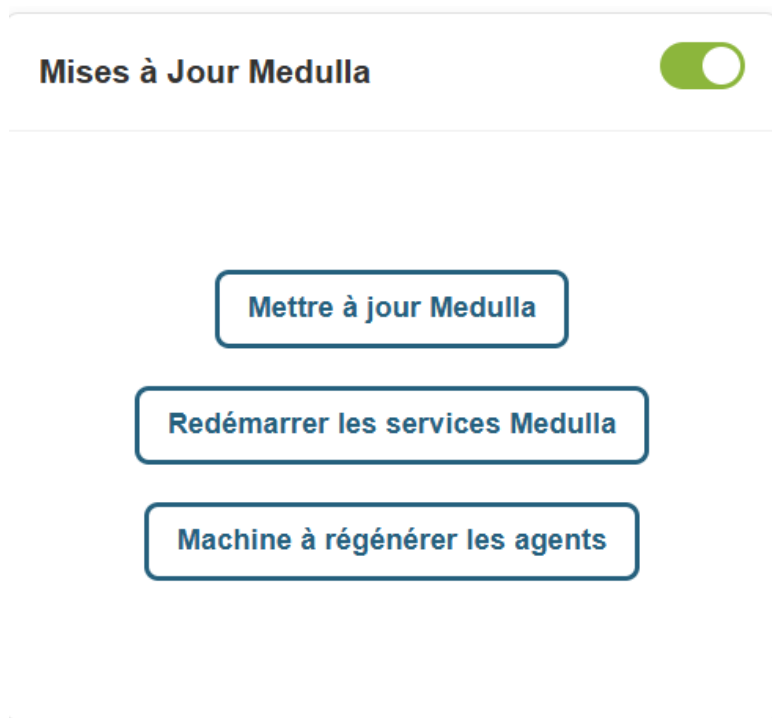 Mises à Jour Medulla
Mettre à jour Medulla
Redémarrer les services Medulla
Machine à régénérer les agents